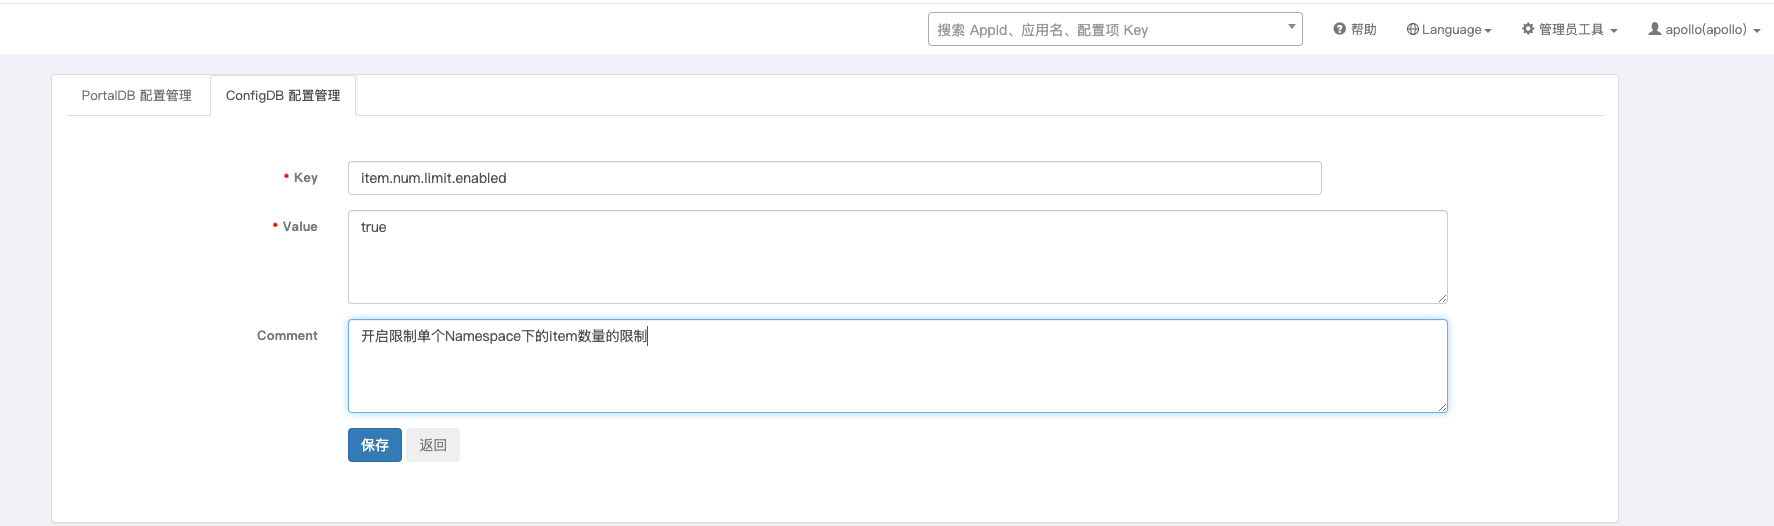 搜索 AppId、应用名、配置项 Key
帮助
Language
管理员工具
apollo(apollo)
PortalDB 配置管理
ConfigDB 配置管理
* Key
item.num.limit.enabled
* Value
true
Comment
开启限制单个Namespace下的item数量的限制
保存
返回